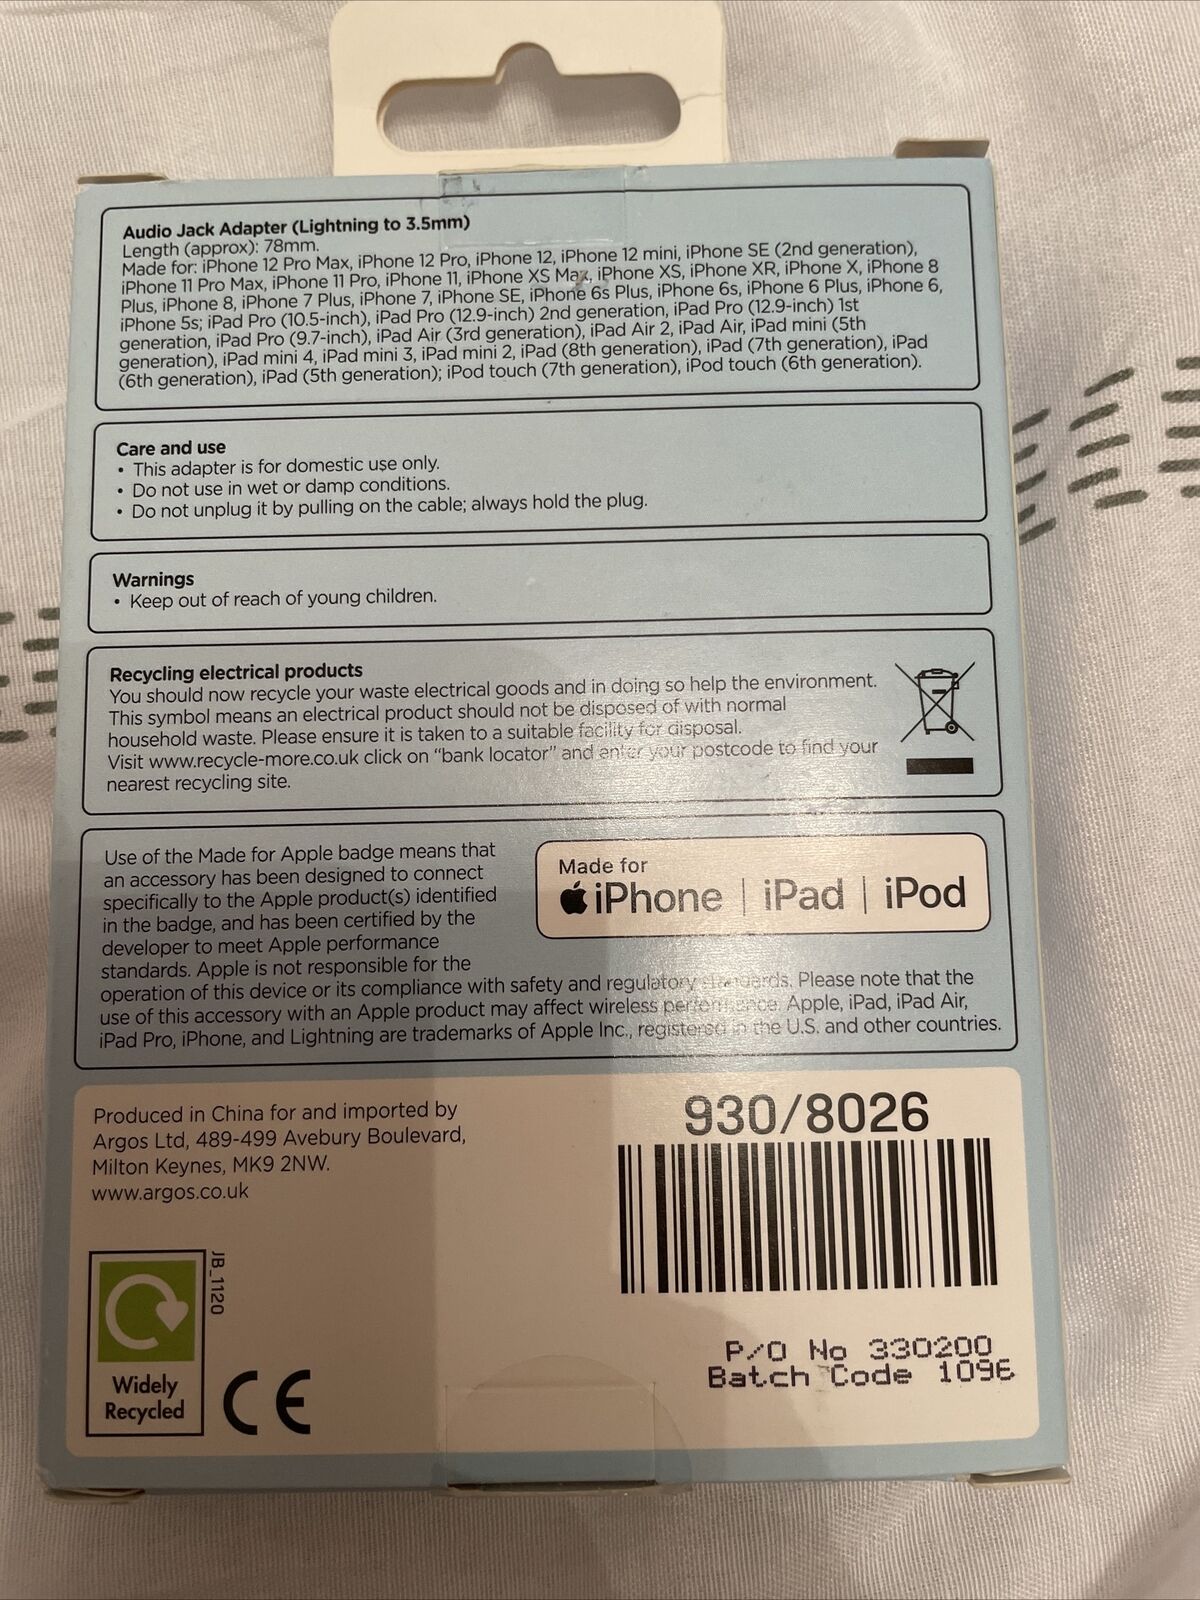 Audio Jack Adapter (Lightning to 3.5mm)
Length (approx): 78mm.
Made for: iPhone 12 Pro Max, iPhone 12 Pro, iPhone 12, iPhone 12 mini, iPhone SE (2nd generation),
iPhone 11 Pro Max, iPhone 11 Pro, iPhone 11, iPhone XS Max, iPhone XS, iPhone XR, iPhone X, iPhone 8
Plus, iPhone 8, iPhone 7 Plus, iPhone 7, iPhone SE, iPhone 6s Plus, iPhone 6s, iPhone 6 Plus, iPhone 6,
iPhone 5s; iPad Pro (10.5-inch), iPad Pro (12.9-inch) 2nd generation, iPad Pro (12.9-inch) 1st
generation, iPad Pro (9.7-inch), iPad Air (3rd generation), iPad Air 2, iPad Air, iPad mini (5th
generation), iPad mini 4, iPad mini 3, iPad mini 2, iPad (8th generation), iPad (7th generation), iPad
(6th generation), iPad (5th generation); iPod touch (7th generation), iPod touch (6th generation).
Care and use
• This adapter is for domestic use only.
• Do not use in wet or damp conditions.
• Do not unplug it by pulling on the cable; always hold the plug.
Warnings
• Keep out of reach of young children.
Recycling electrical products
You should now recycle your waste electrical goods and in doing so help the environment.
This symbol means an electrical product should not be disposed of with normal
household waste. Please ensure it is taken to a suitable facility for disposal.
Visit www.recycle-more.co.uk click on "bank locator" and enter your postcode to find your
nearest recycling site.
Use of the Made for Apple badge means that
an accessory has been designed to connect
specifically to the Apple product(s) identified
in the badge, and has been certified by the
developer to meet Apple performance
standards. Apple is not responsible for the
operation of this device or its compliance with safety and regulatory standards. Please note that the
use of this accessory with an Apple product may affect wireless performance. Apple, iPad, iPad Air,
iPad Pro, iPhone, and Lightning are trademarks of Apple Inc., registered in the U.S. and other countries.
Made for
iPhone | iPad | iPod
Produced in China for and imported by
Argos Ltd, 489-499 Avebury Boulevard,
Milton Keynes, MK9 2NW.
www.argos.co.uk
930/8026
JB_1120
Widely
Recycled
CE
P/O No 330200
Batch Code 1096